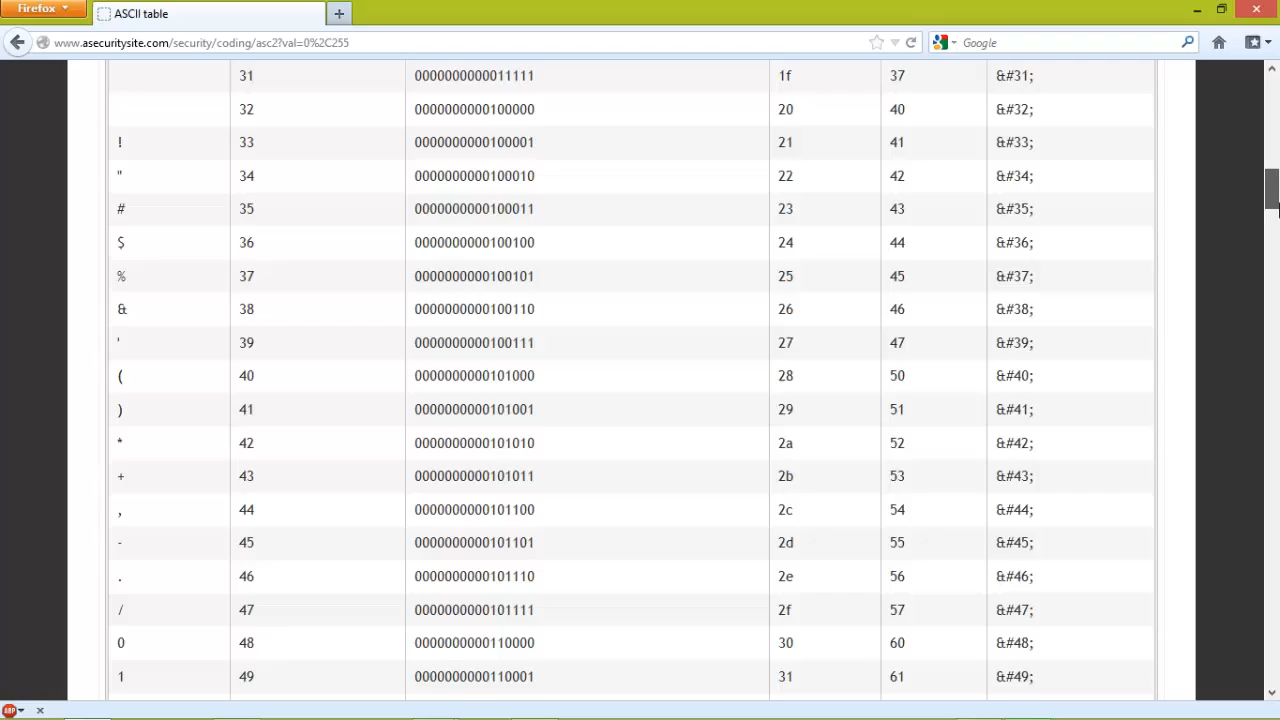 Firefox
ASCII table
www.asecuritysite.com/security/coding/asc2?val=0%2C255
Google
31 0000000000011111 1f 37 &#31;
32 0000000000100000 20 40 &#32;
! 33 0000000000100001 21 41 &#33;
" 34 0000000000100010 22 42 &#34;
# 35 0000000000100011 23 43 &#35;
$ 36 0000000000100100 24 44 &#36;
% 37 0000000000100101 25 45 &#37;
& 38 0000000000100110 26 46 &#38;
' 39 0000000000100111 27 47 &#39;
( 40 0000000000101000 28 50 &#40;
) 41 0000000000101001 29 51 &#41;
* 42 0000000000101010 2a 52 &#42;
+ 43 0000000000101011 2b 53 &#43;
, 44 0000000000101100 2c 54 &#44;
- 45 0000000000101101 2d 55 &#45;
. 46 0000000000101110 2e 56 &#46;
/ 47 0000000000101111 2f 57 &#47;
0 48 0000000000110000 30 60 &#48;
1 49 0000000000110001 31 61 &#49;
ABP